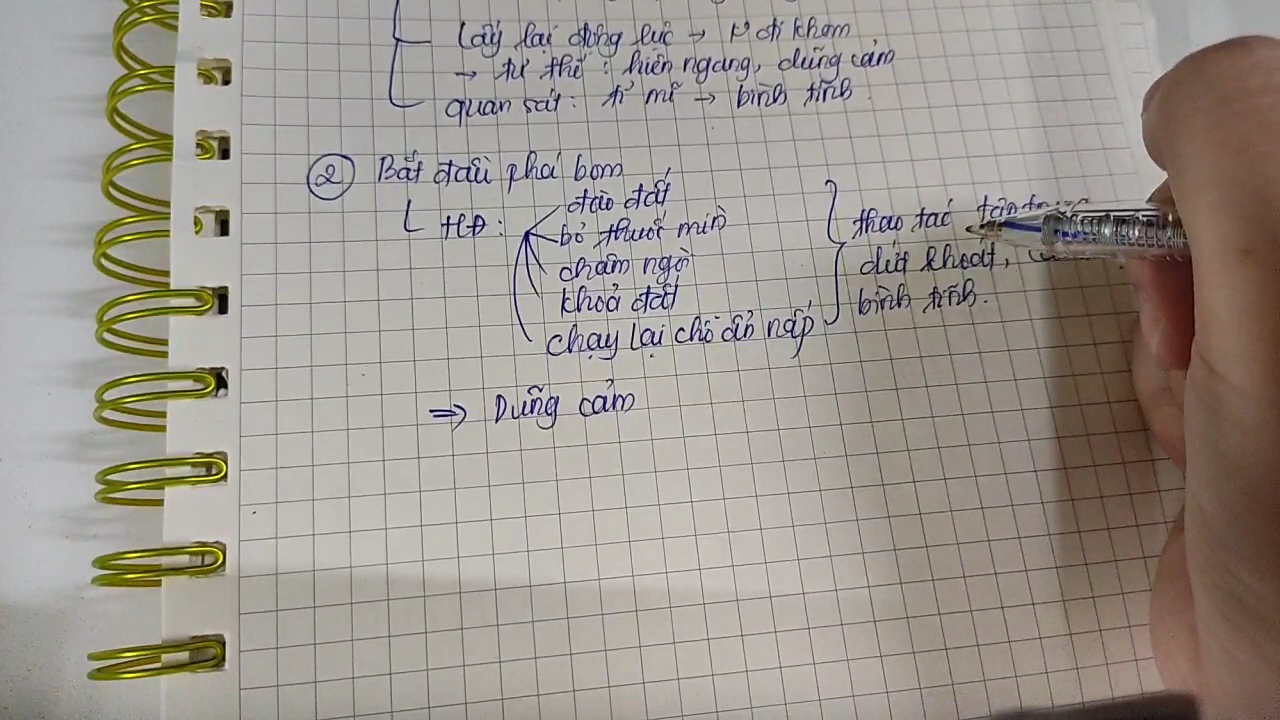 Lấy lại động lực → k đi khom
→ tư thế : hiên ngang, dũng cảm
quan sát : tỉ mĩ → bình tĩnh.
② Bắt đầu phá bom
HĐ :
đào đất
bỏ thuốc mìn
châm ngòi
khoả đất
chạy lại chỗ ẩn nấp
thao tác
dứt khoát,
bình tĩnh.
⇒ Dũng cảm